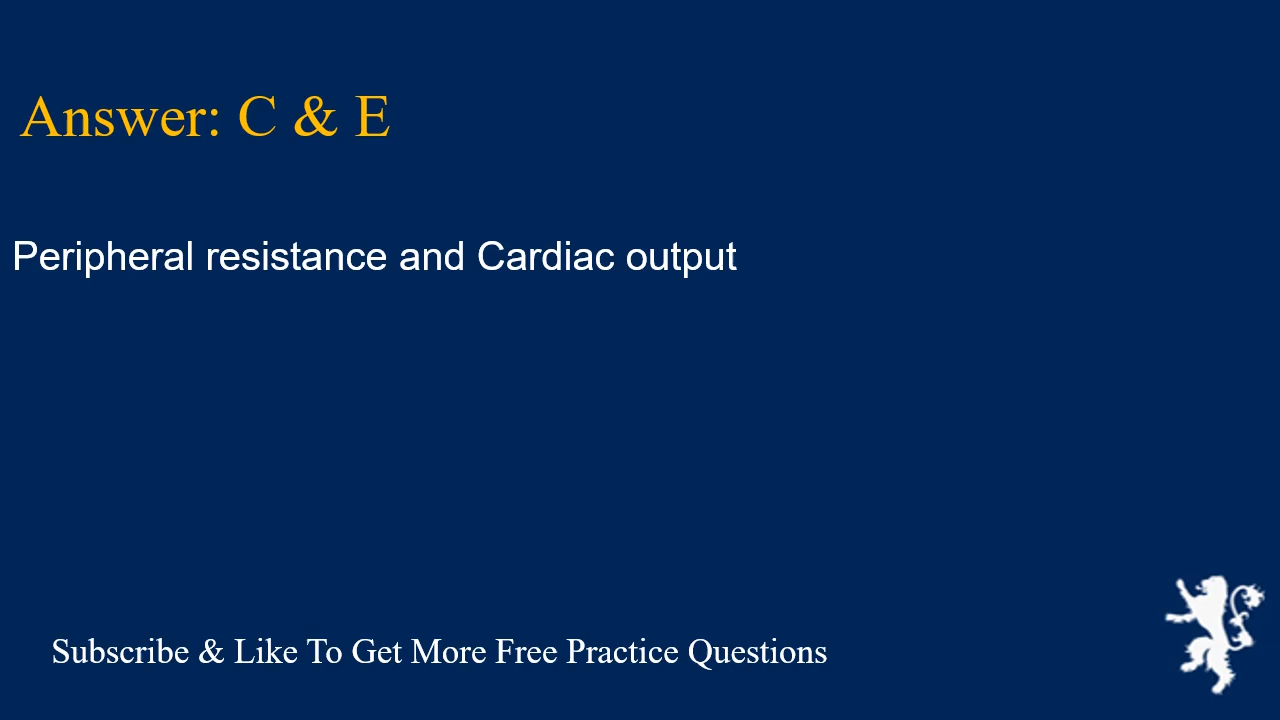 Answer: C & E
Peripheral resistance and Cardiac output
Subscribe & Like To Get More Free Practice Questions